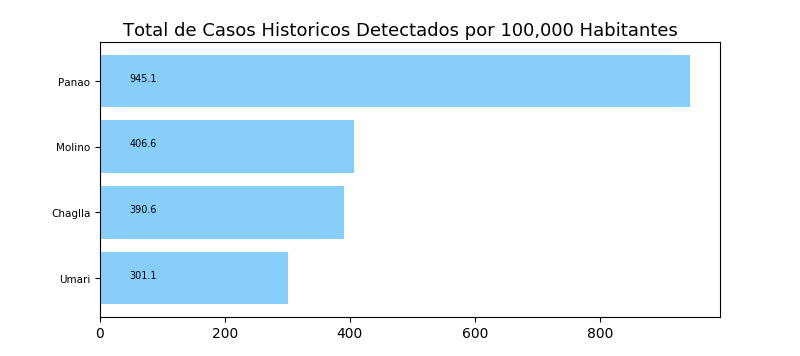 Total de Casos Historicos Detectados por 100,000 Habitantes
Panao 945.1
Molino 406.6
Chaglla 390.6
Umari 301.1
0 200 400 600 800